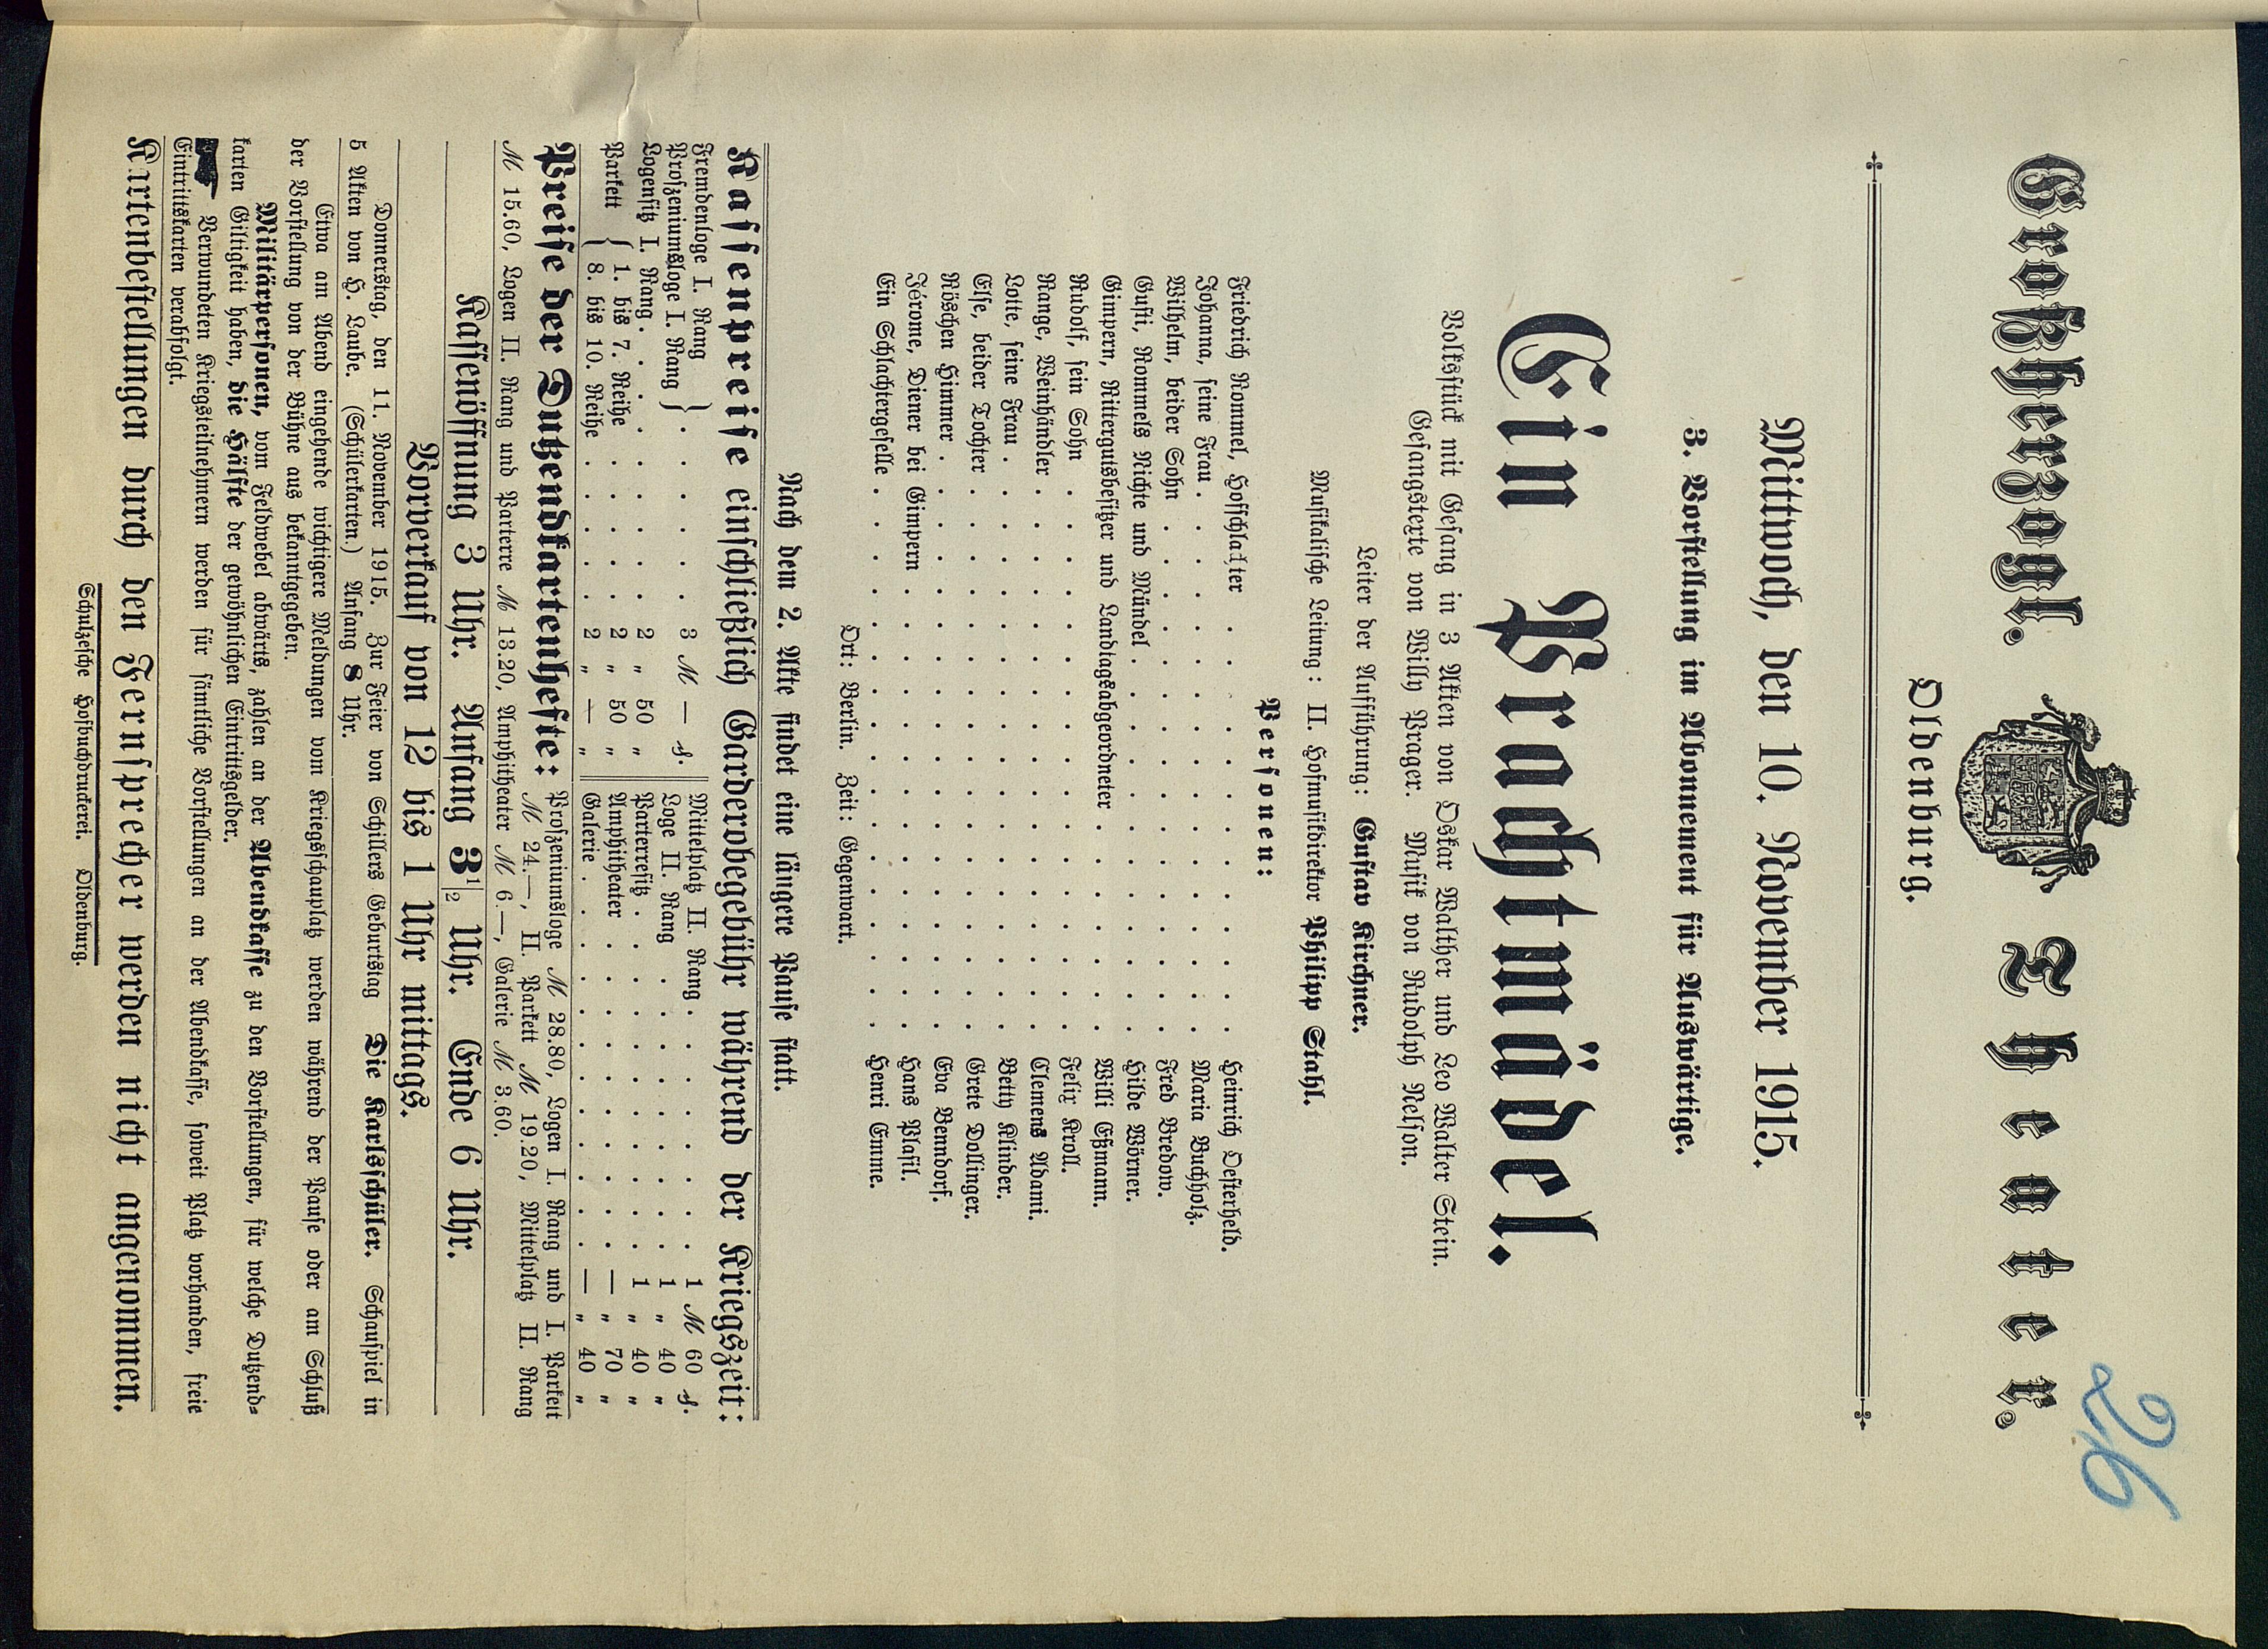 26
Großherzogl. Theater.
Oldenburg.
Mittwoch, den 10. November 1915.
3. Vorstellung im Abonnement für Auswärtige.
Ein Prachtmädel.
Volksstück mit Gesang in 3 Akten von Oskar Walther und Leo Walter Stein.
Gesangstexte von Willy Prager. Musik von Rudolph Nelson.
Leiter der Aufführung: Gustav Kirchner.
Musikalische Leitung: II. Hofmusikdirektor Philipp Stahl.
Personen:
Friedrich Rommel, Hofschlachter . . . . . . . . . . Heinrich Oesterheld.
Johanna, seine Frau . . . . . . . . . . Maria Buchholz.
Wilhelm, beider Sohn . . . . . . . . . . Fred Bredow.
Gusti, Rommels Nichte und Mündel . . . . . . . . . . Hilde Wörner.
Gimpern, Rittergutsbesitzer und Landtagsabgeordneter . . . . . . . Willi Eßmann.
Rudolf, sein Sohn . . . . . . . . . . Felix Kroll.
Range, Weinhändler . . . . . . . . . . Clemens Adami.
Lotte, seine Frau . . . . . . . . . . Betty Klinder.
Else, beider Tochter . . . . . . . . . . Grete Dollinger.
Röschen Himmer . . . . . . . . . . Eva Benndorf.
Jérome, Diener bei Gimpern . . . . . . . . . . Hans Plasil.
Ein Schlachtergeselle . . . . . . . . . . Henri Emme.
Ort: Berlin. Zeit: Gegenwart.
Nach dem 2. Akte findet eine längere Pause statt.
Kassenpreise einschließlich Garderobegebühr während der Kriegszeit:
Fremdenloge I. Rang
Proszeniumsloge I. Rang } . . . . . 3 M — ₰.
Logensitz I. Rang . . . . . . 2 „ 50 „
Parkett { 1. bis 7. Reihe . . . . 2 „ 50 „
8. bis 10. Reihe . . . . 2 „ — „
Mittelplatz II. Rang . . . . . . . 1 M 60 ₰.
Loge II. Rang . . . . . . . 1 „ 40 „
Parterresitz . . . . . . . 1 „ 40 „
Amphitheater . . . . . . . — „ 70 „
Galerie . . . . . . . — „ 40 „
Preise der Dutzendkartenhefte: Proszeniumsloge M 28.80, Logen I. Rang und I. Parkett
M 24.—, II. Parkett M 19.20, Mittelplatz II. Rang
M 15.60, Logen II. Rang und Parterre M 13.20, Amphitheater M 6.—, Galerie M 3.60.
Kassenöffnung 3 Uhr. Anfang 3½ Uhr. Ende 6 Uhr.
Vorverkauf von 12 bis 1 Uhr mittags.
Donnerstag, den 11. November 1915. Zur Feier von Schillers Geburtstag Die Karlsschüler. Schauspiel in
5 Akten von H. Laube. (Schülerkarten.) Anfang 8 Uhr.
Etwa am Abend eingehende wichtigere Meldungen vom Kriegsschauplatz werden während der Pause oder am Schluß
der Vorstellung von der Bühne aus bekanntgegeben.
Militärpersonen, vom Feldwebel abwärts, zahlen an der Abendkasse zu den Vorstellungen, für welche Dutzend-
karten Giltigkeit haben, die Hälfte der gewöhnlichen Eintrittsgelder.
Verwundeten Kriegsteilnehmern werden für sämtliche Vorstellungen an der Abendkasse, soweit Platz vorhanden, freie
Eintrittskarten verabfolgt.
Kartenbestellungen durch den Fernsprecher werden nicht angenommen.
Schulzesche Hofbuchdruckerei. Oldenburg.